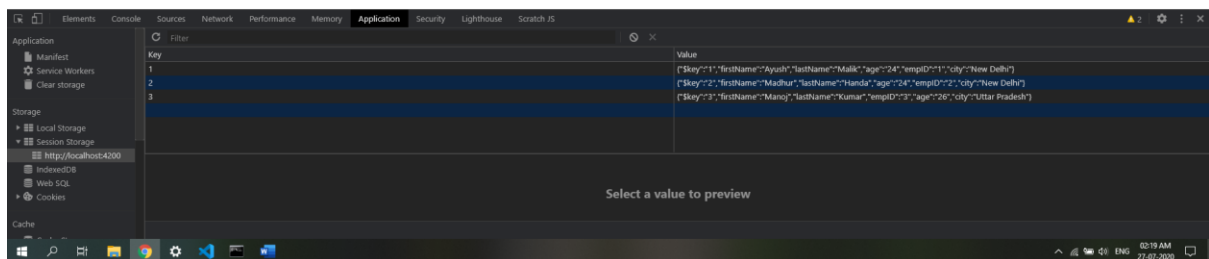 Elements Console Sources Network Performance Memory Application Security Lighthouse Scratch JS 2
Application
Manifest
Service Workers
Clear storage
Storage
Local Storage
Session Storage
http://localhost:4200
IndexedDB
Web SQL
Cookies
Cache
Filter
Key Value
1 {"$key":"1","firstName":"Ayush","lastName":"Malik","age":"24","empID":"1","city":"New Delhi"}
2 {"$key":"2","firstName":"Madhur","lastName":"Handa","age":"24","empID":"2","city":"New Delhi"}
3 {"$key":"3","firstName":"Manoj","lastName":"Kumar","empID":"3","age":"26","city":"Uttar Pradesh"}
Select a value to preview
ENG 02:19 AM
27-07-2020